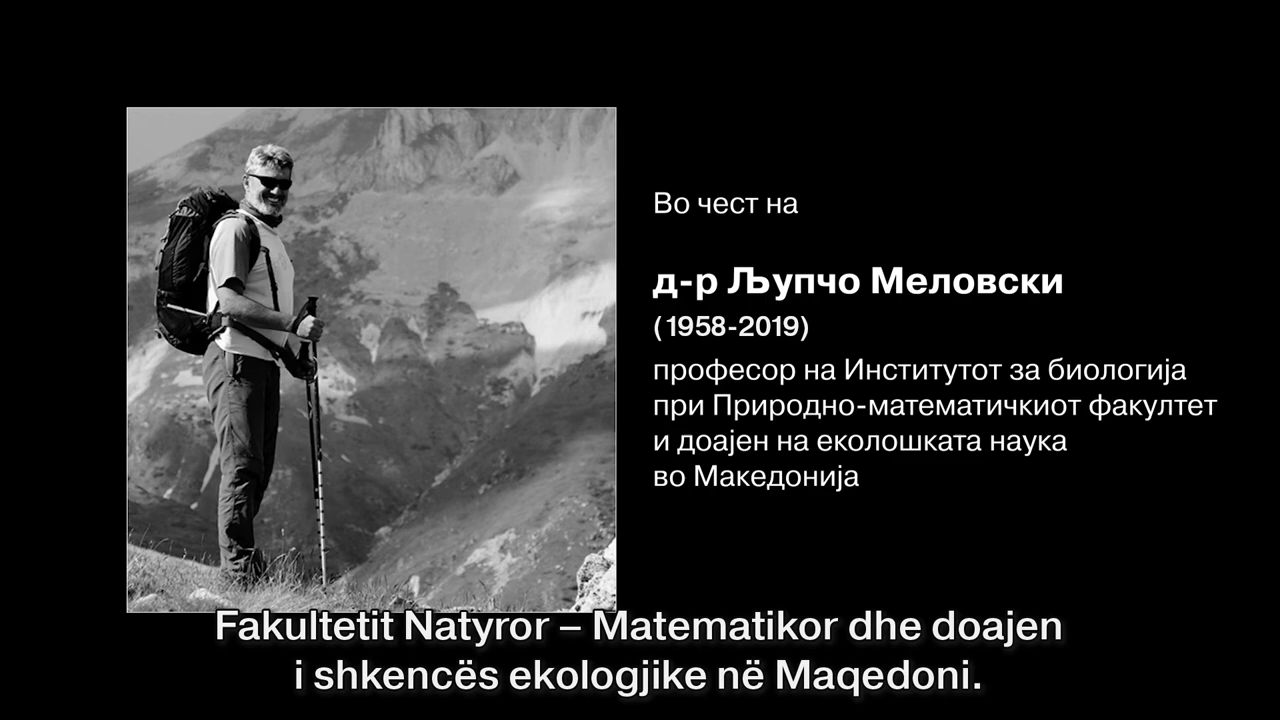 Во чест на
д-р Љупчо Меловски
(1958-2019)
професор на Институтот за биологија
при Природно-математичкиот факултет
и доајен на еколошката наука
во Македонија
Fakultetit Natyror – Matematikor dhe doajen
i shkencës ekologjike në Maqedoni.